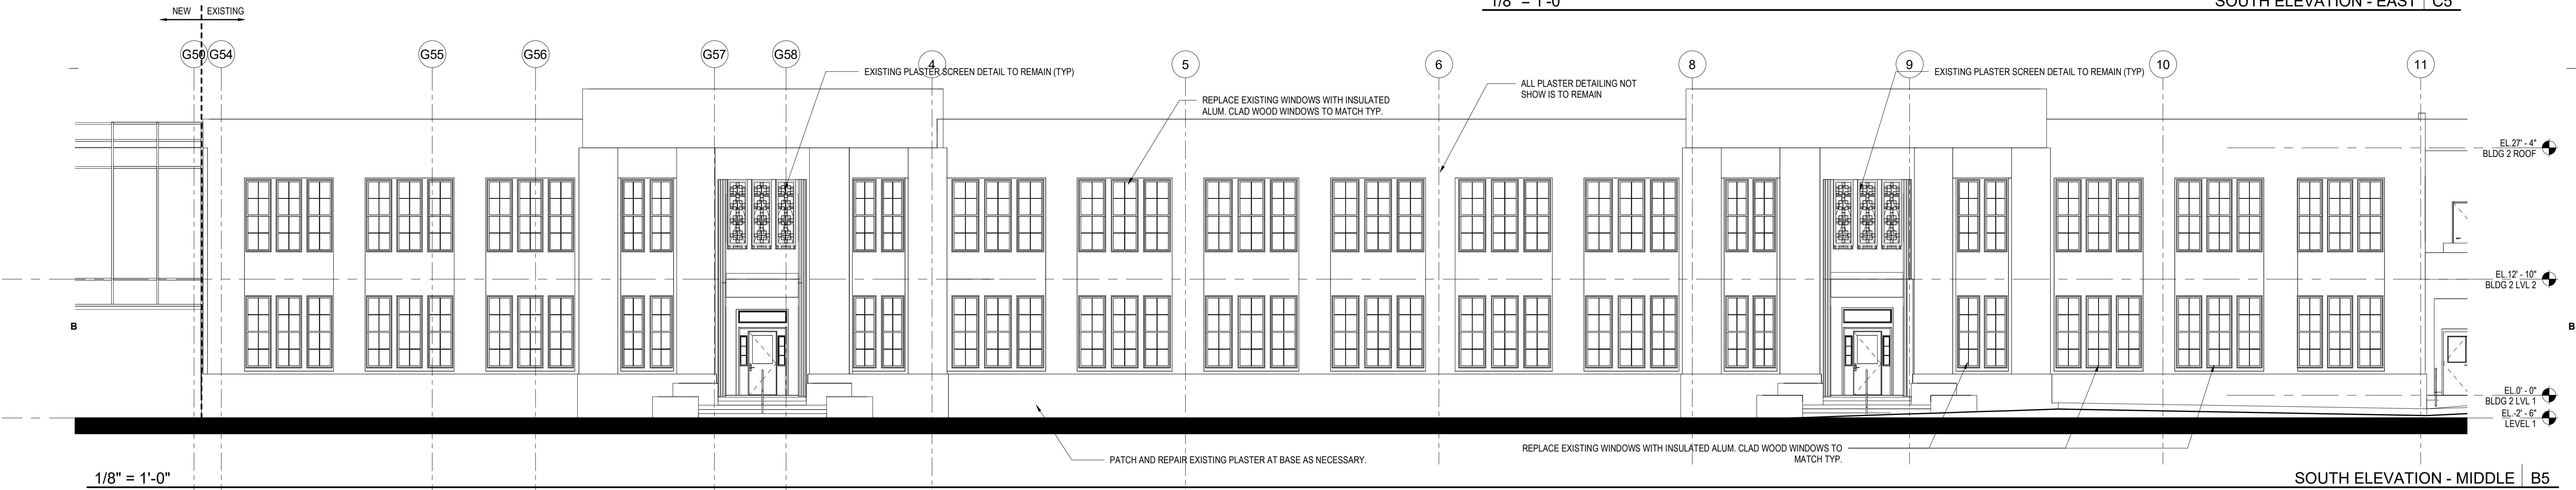 1/8" = 1'-0"
SOUTH ELEVATION - EAST C5
NEW EXISTING
G50 G54 G55 G56 G57 G58 4 5 6 8 9 10 11
EXISTING PLASTER SCREEN DETAIL TO REMAIN (TYP)
REPLACE EXISTING WINDOWS WITH INSULATED
ALUM. CLAD WOOD WINDOWS TO MATCH TYP.
ALL PLASTER DETAILING NOT
SHOW IS TO REMAIN
EXISTING PLASTER SCREEN DETAIL TO REMAIN (TYP)
EL.27' - 4"
BLDG 2 ROOF
EL.12' - 10"
BLDG 2 LVL 2
B
B
EL.0' - 0"
BLDG 2 LVL 1
EL.-2' - 6"
LEVEL 1
PATCH AND REPAIR EXISTING PLASTER AT BASE AS NECESSARY.
REPLACE EXISTING WINDOWS WITH INSULATED ALUM. CLAD WOOD WINDOWS TO
MATCH TYP.
1/8" = 1'-0"
SOUTH ELEVATION - MIDDLE B5